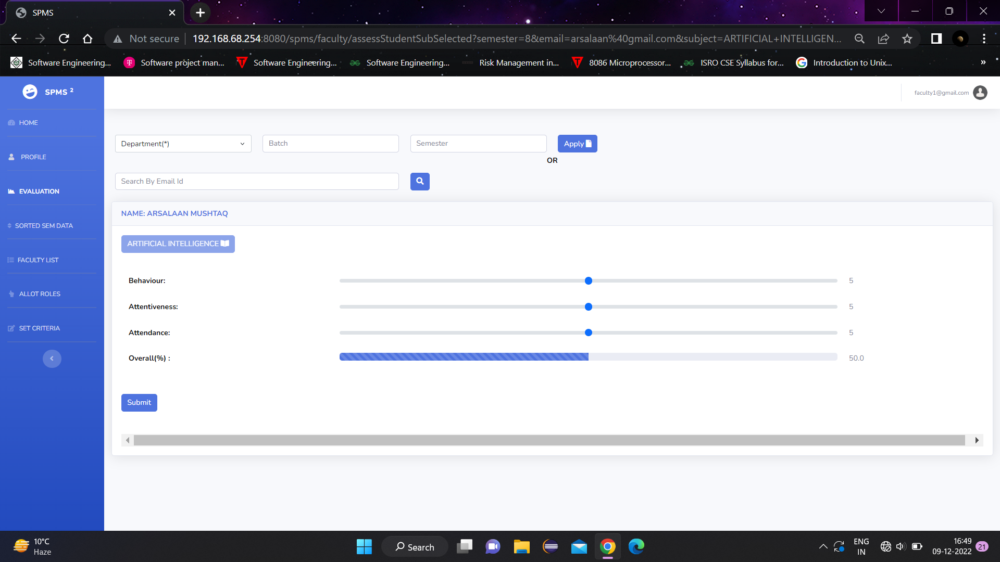 SPMS
Not secure
192.168.68.254:8080/spms/faculty/assessStudentSubSelected?semester=8&email=arsalaan%40gmail.com&subject=ARTIFICIAL+INTELLIGEN...
Software Engineering... Software project man... Software Engineering... Software Engineering... Risk Management in... 8086 Microprocessor... ISRO CSE Syllabus for... Introduction to Unix... »
SPMS 2
faculty1@gmail.com
HOME
PROFILE
EVALUATION
SORTED SEM DATA
FACULTY LIST
ALLOT ROLES
SET CRITERIA
Department(*) Batch Semester Apply
OR
Search By Email Id
NAME: ARSALAAN MUSHTAQ
ARTIFICIAL INTELLIGENCE
Behaviour: 5
Attentiveness: 5
Attendance: 5
Overall(%) : 50.0
Submit
10°C
Haze
Search
ENG
IN
16:49
09-12-2022
21